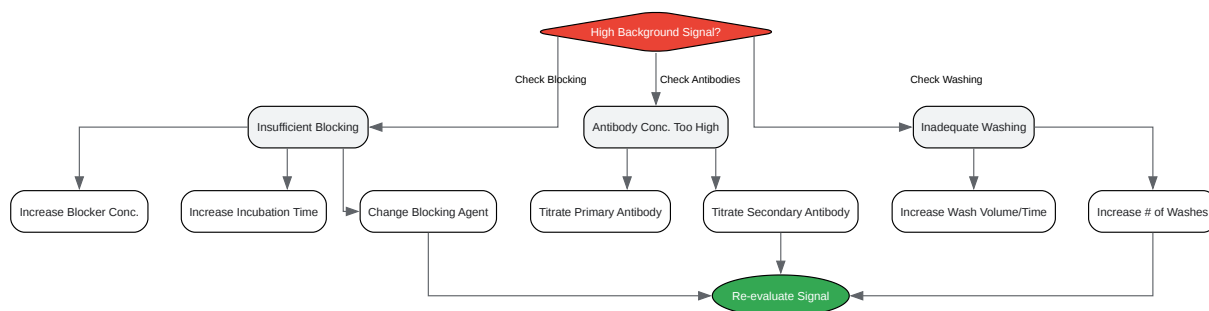 High Background Signal?
Check Blocking
Check Antibodies
Check Washing
Insufficient Blocking
Antibody Conc. Too High
Inadequate Washing
Increase Blocker Conc.
Increase Incubation Time
Change Blocking Agent
Titrate Primary Antibody
Titrate Secondary Antibody
Increase Wash Volume/Time
Increase # of Washes
Re-evaluate Signal